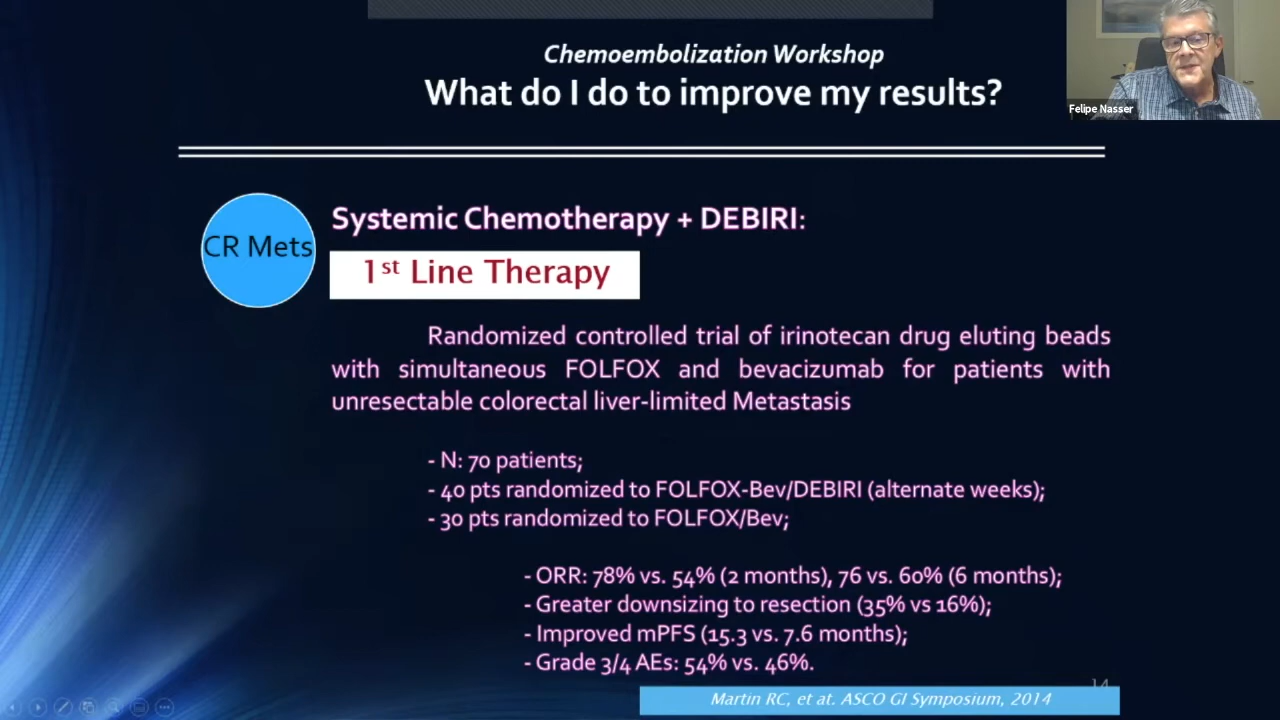 Chemoembolization Workshop
What do I do to improve my results?
Felipe Nasser
CR Mets
Systemic Chemotherapy + DEBIRI:
1st Line Therapy
Randomized controlled trial of irinotecan drug eluting beads
with simultaneous FOLFOX and bevacizumab for patients with
unresectable colorectal liver-limited Metastasis
- N: 70 patients;
- 40 pts randomized to FOLFOX-Bev/DEBIRI (alternate weeks);
- 30 pts randomized to FOLFOX/Bev;
- ORR: 78% vs. 54% (2 months), 76 vs. 60% (6 months);
- Greater downsizing to resection (35% vs 16%);
- Improved mPFS (15.3 vs. 7.6 months);
- Grade 3/4 AEs: 54% vs. 46%.
14
Martin RC, et at. ASCO GI Symposium, 2014